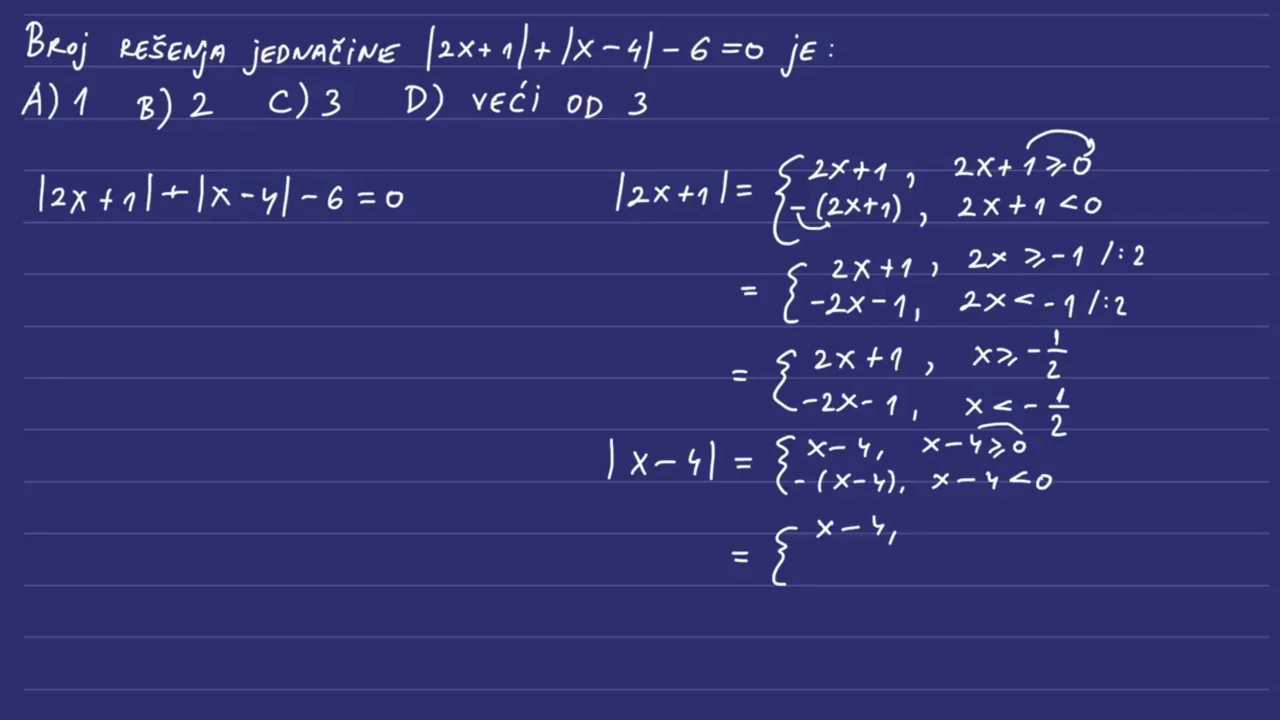 Broj rešenja jednačine |2x+1|+|x-4|-6=0 je:
A) 1 B) 2 C) 3 D) veći od 3
|2x+1|+|x-4|-6=0
|2x+1| = { 2x+1, 2x+1≥0
-(2x+1), 2x+1<0
= { 2x+1, 2x≥-1 /:2
-2x-1, 2x<-1 /:2
= { 2x+1, x≥-1/2
-2x-1, x<-1/2
|x-4| = { x-4, x-4≥0
-(x-4), x-4<0
= { x-4,